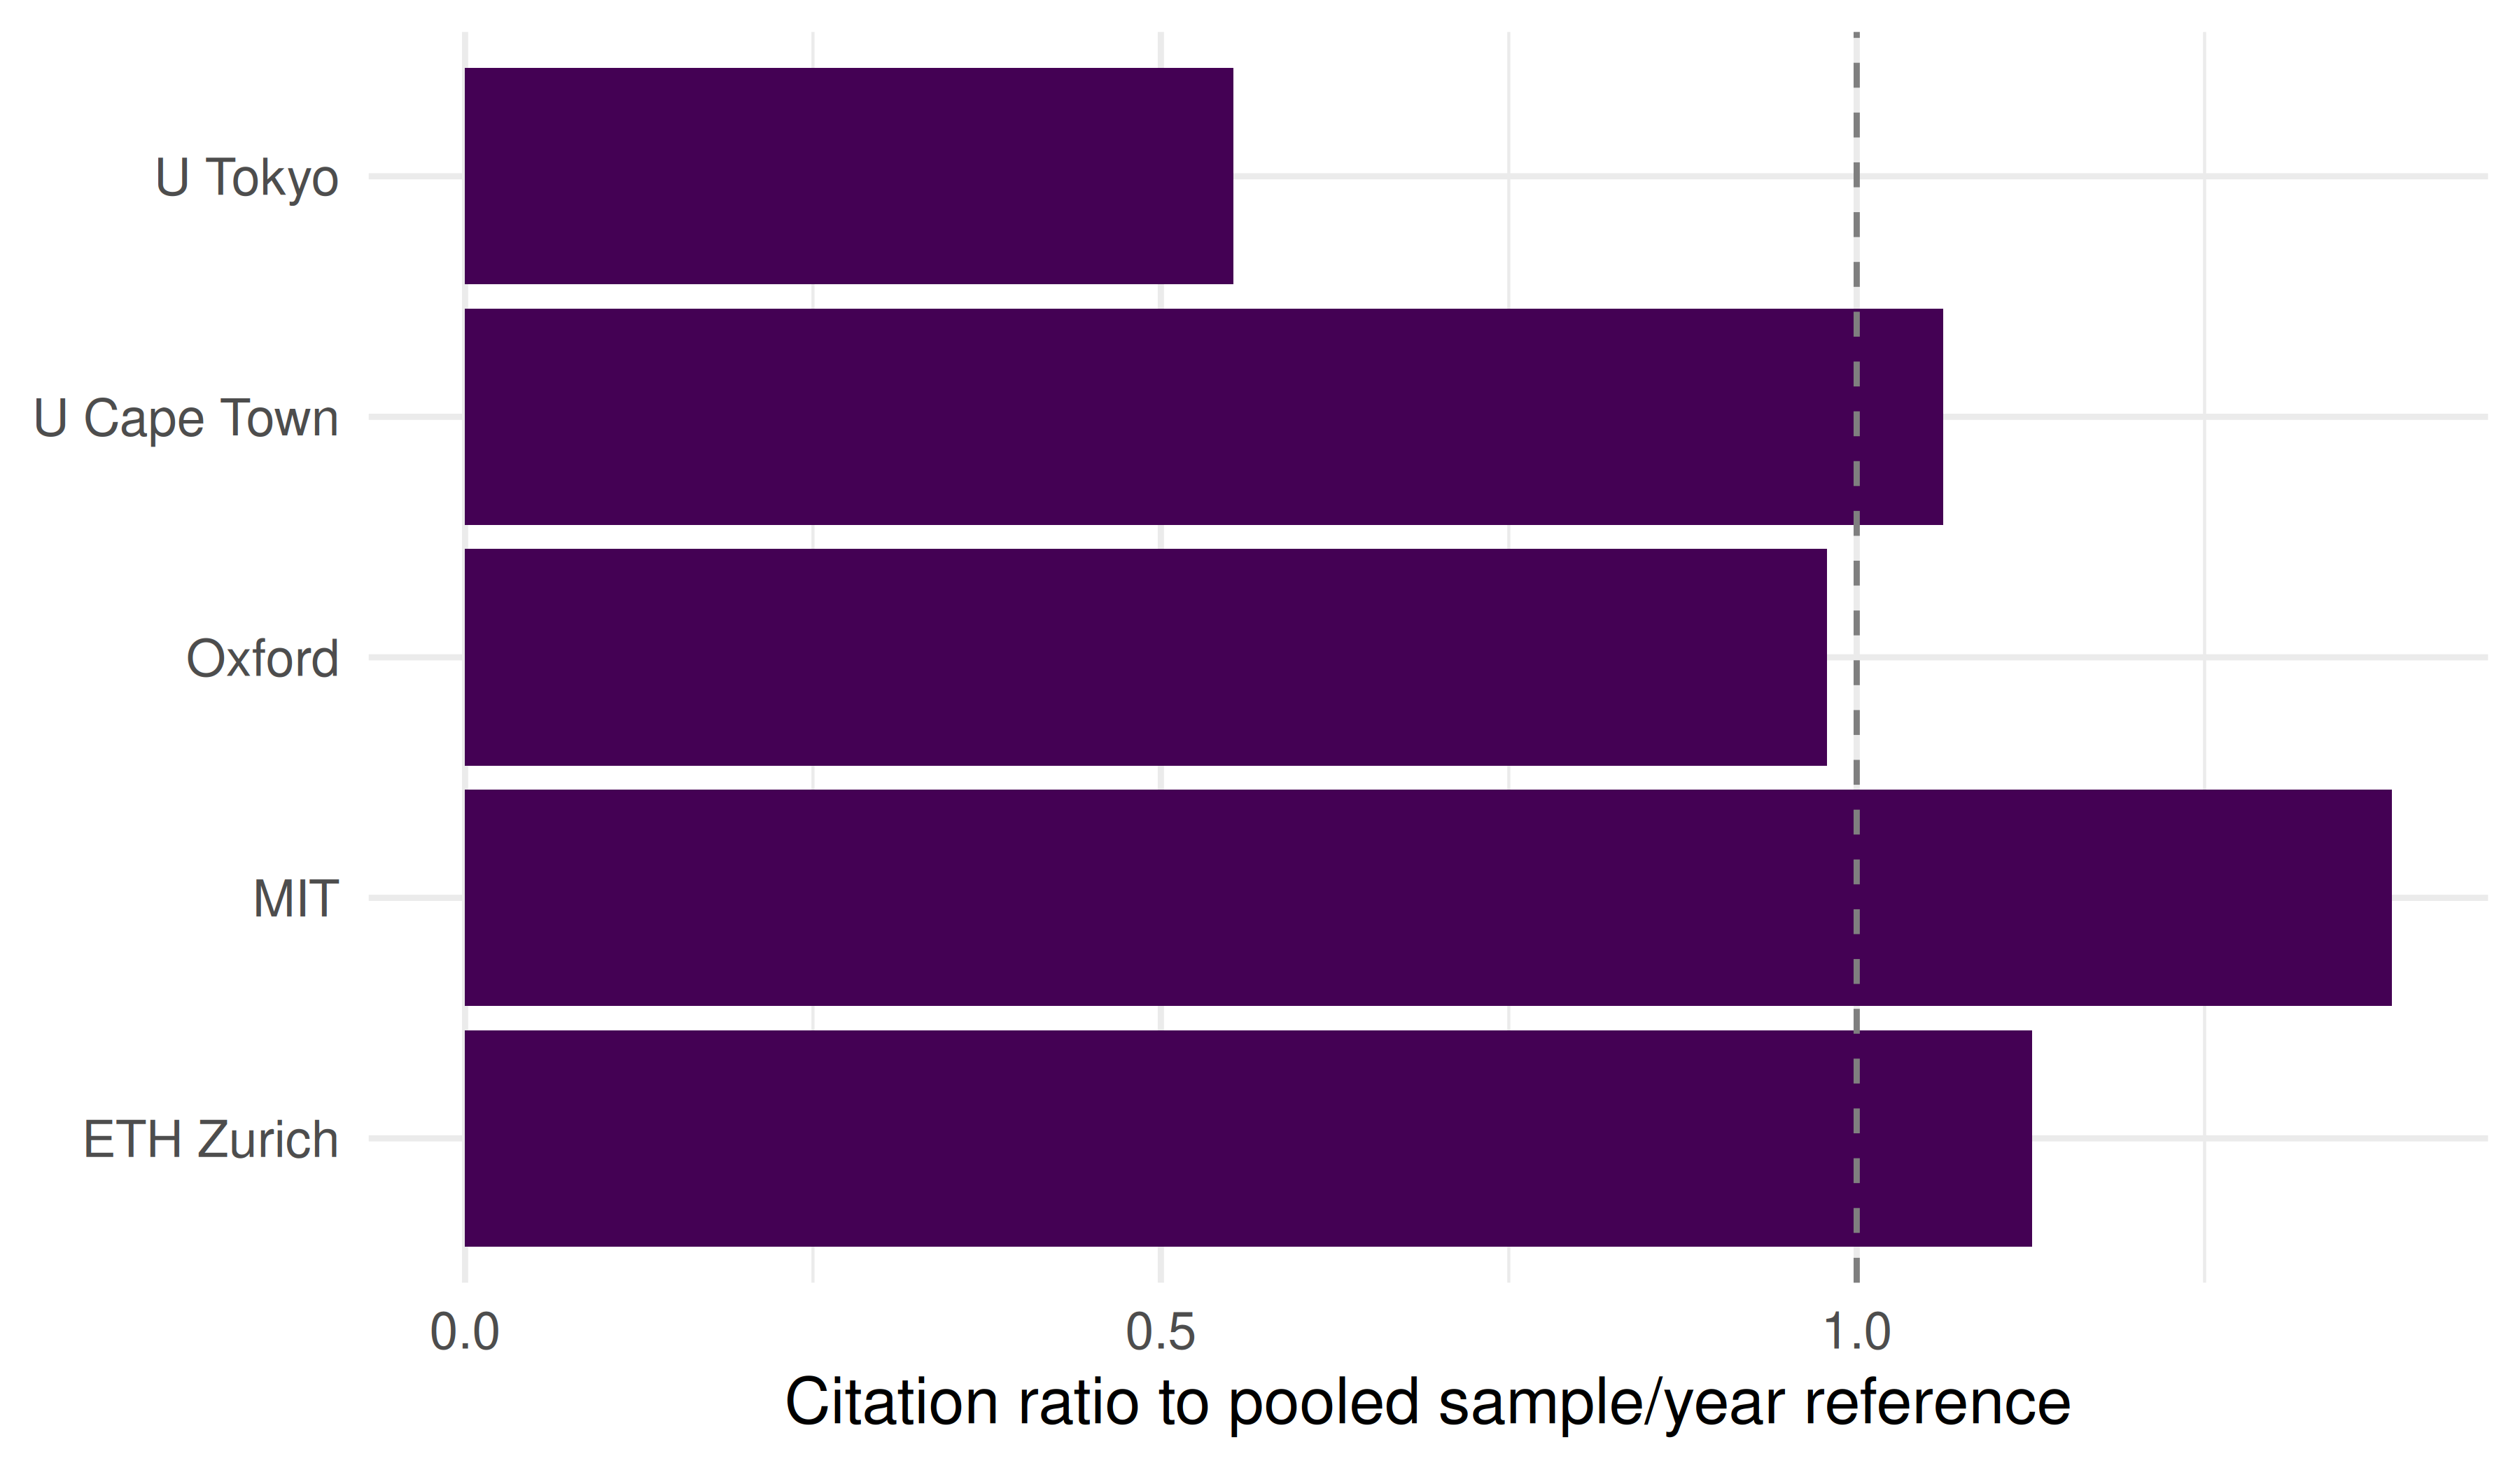 U Tokyo
U Cape Town
Oxford
MIT
ETH Zurich
0.0 0.5 1.0
Citation ratio to pooled sample/year reference